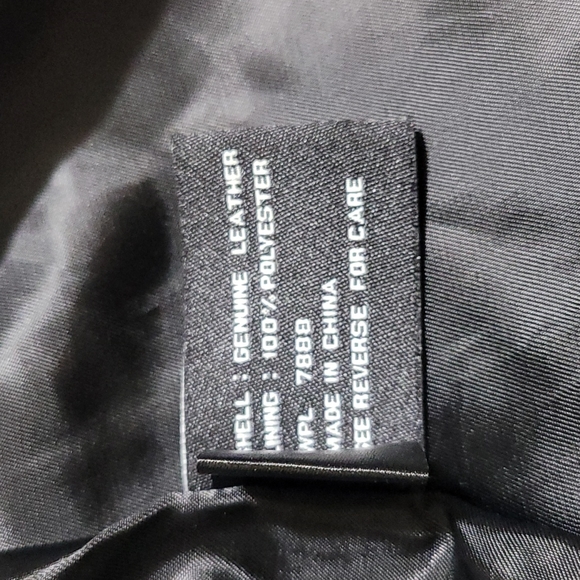 HELL : GENUINE LEATHER
INING : 100% POLYESTER
WPL 7889
MADE IN CHINA
EE REVERSE FOR CARE